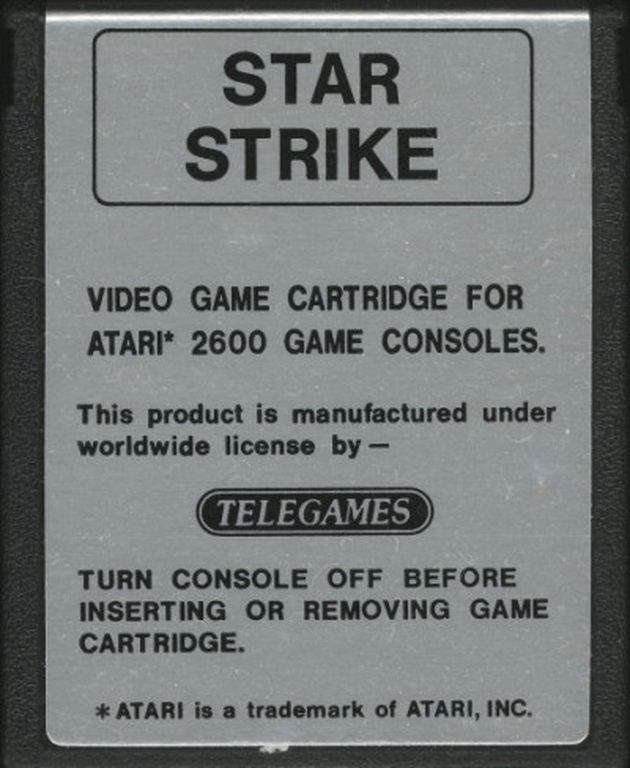 STAR
STRIKE
VIDEO GAME CARTRIDGE FOR
ATARI* 2600 GAME CONSOLES.
This product is manufactured under
worldwide license by —
TELEGAMES
TURN CONSOLE OFF BEFORE
INSERTING OR REMOVING GAME
CARTRIDGE.
*ATARI is a trademark of ATARI, INC.